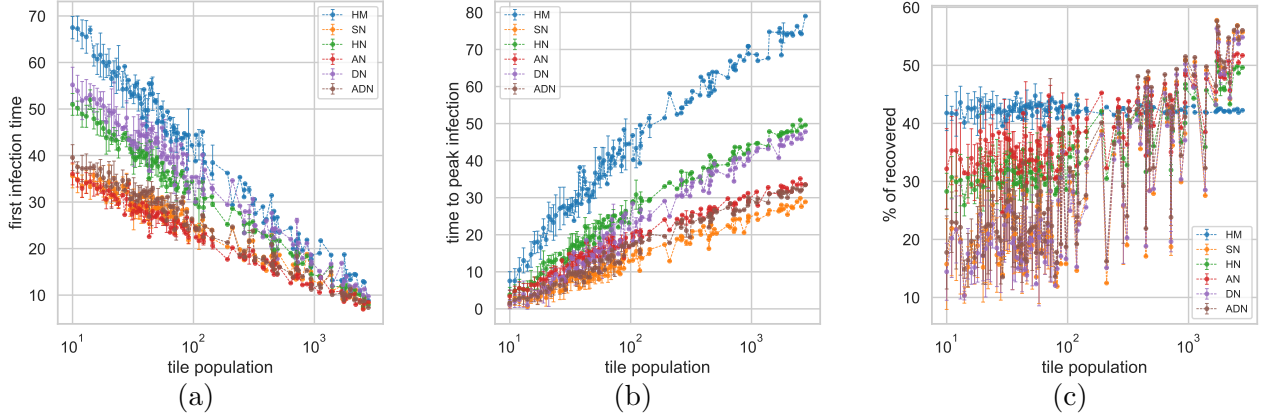 first infection time
70
60
50
40
30
20
10
10^1
10^2
10^3
tile population
HM
SN
HN
AN
DN
ADN
(a)
time to peak infection
80
70
60
50
40
30
20
10
0
10^1
10^2
10^3
tile population
HM
SN
HN
AN
DN
ADN
(b)
% of recovered
60
50
40
30
20
10
10^1
10^2
10^3
tile population
HM
SN
HN
AN
DN
ADN
(c)